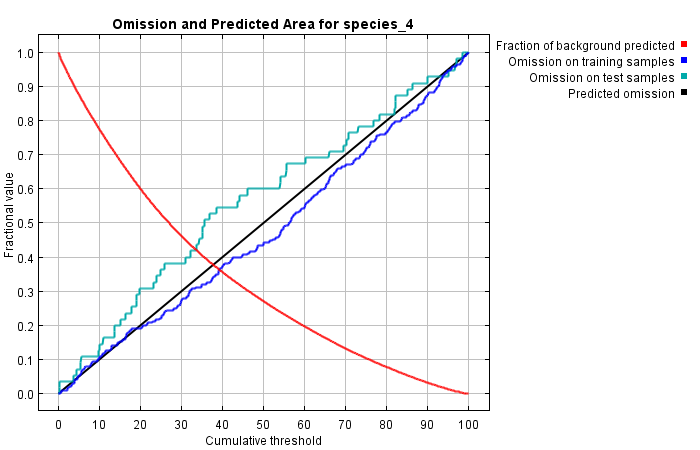 Omission and Predicted Area for species_4
Fraction of background predicted
Omission on training samples
Omission on test samples
Predicted omission
Fractional value
1.0
0.9
0.8
0.7
0.6
0.5
0.4
0.3
0.2
0.1
0.0
0 10 20 30 40 50 60 70 80 90 100
Cumulative threshold